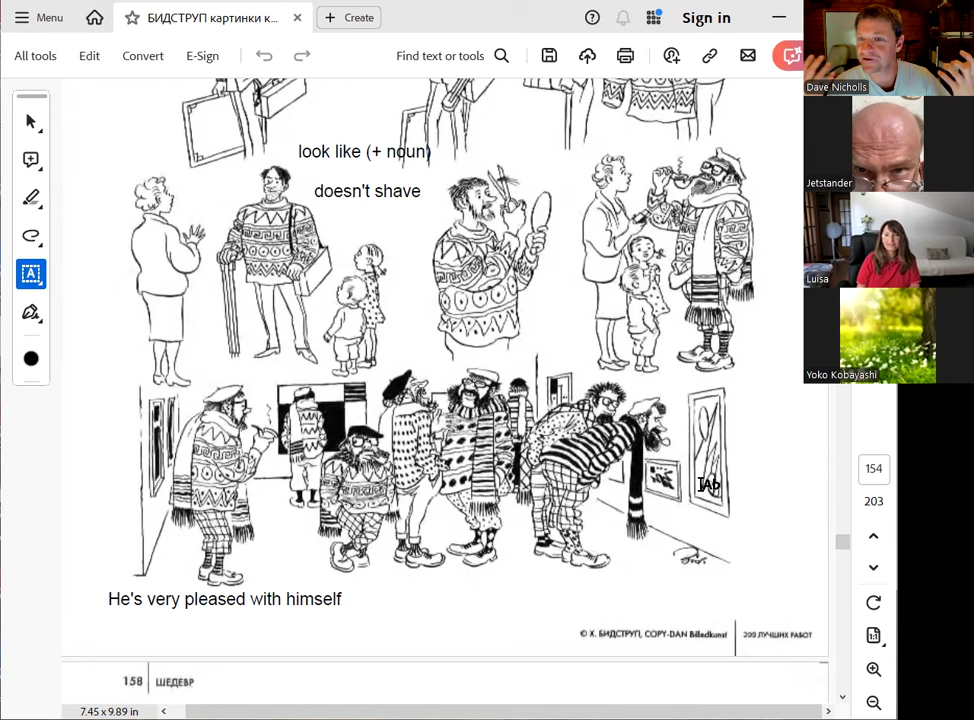 Menu
БИДСТРУП картинки к...
Create
Sign in
All tools
Edit
Convert
E-Sign
Find text or tools
Dave Nicholls
Jetstander
Luisa
Yoko Kobayashi
look like (+ noun)
doesn't shave
He's very pleased with himself
© Х. БИДСТРУП, COPY-DAN Billedkunst
200 ЛУЧШИХ РАБОТ
158 ШЕДЕВР
154
203
1:1
7.45 x 9.89 in